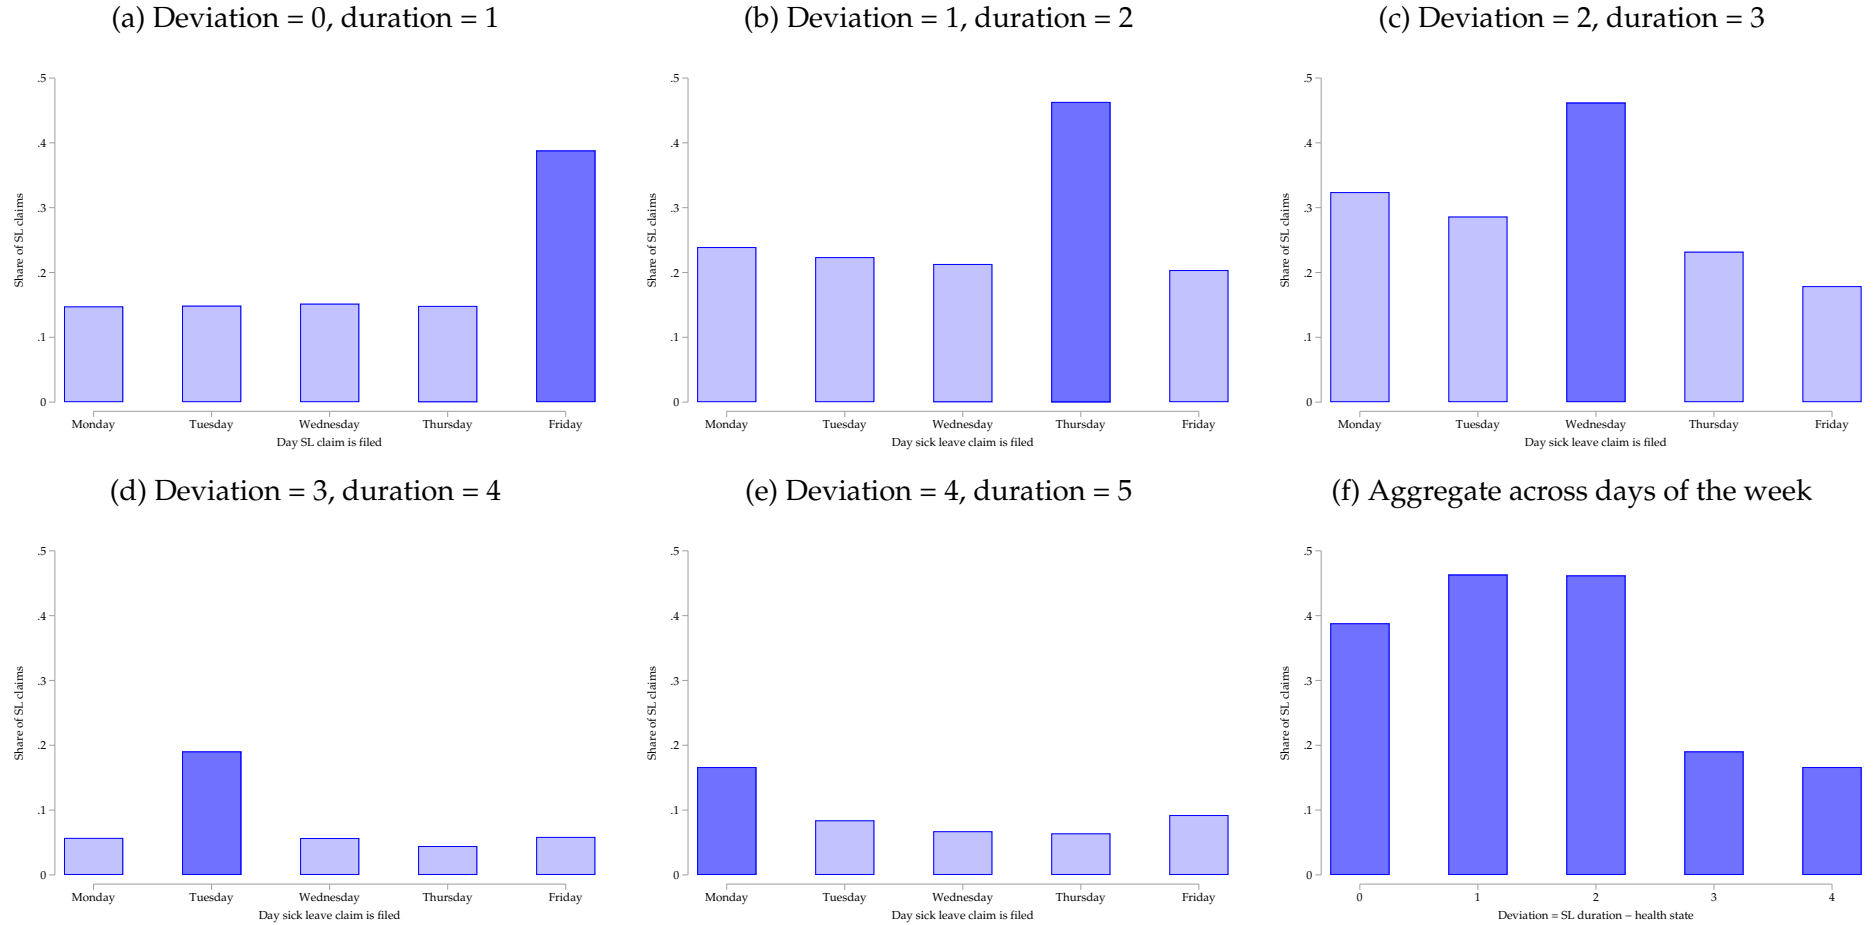 (a) Deviation = 0, duration = 1
.5
.4
.3
.2
.1
0
Share of SL claims
Monday Tuesday Wednesday Thursday Friday
Day SL claim is filed
(b) Deviation = 1, duration = 2
.5
.4
.3
.2
.1
0
Share of SL claims
Monday Tuesday Wednesday Thursday Friday
Day sick leave claim is filed
(c) Deviation = 2, duration = 3
.5
.4
.3
.2
.1
0
Share of SL claims
Monday Tuesday Wednesday Thursday Friday
Day sick leave claim is filed
(d) Deviation = 3, duration = 4
.5
.4
.3
.2
.1
0
Share of SL claims
Monday Tuesday Wednesday Thursday Friday
Day sick leave claim is filed
(e) Deviation = 4, duration = 5
.5
.4
.3
.2
.1
0
Share of SL claims
Monday Tuesday Wednesday Thursday Friday
Day sick leave claim is filed
(f) Aggregate across days of the week
.5
.4
.3
.2
.1
0
Share of SL claims
0 1 2 3 4
Deviation = SL duration – health state